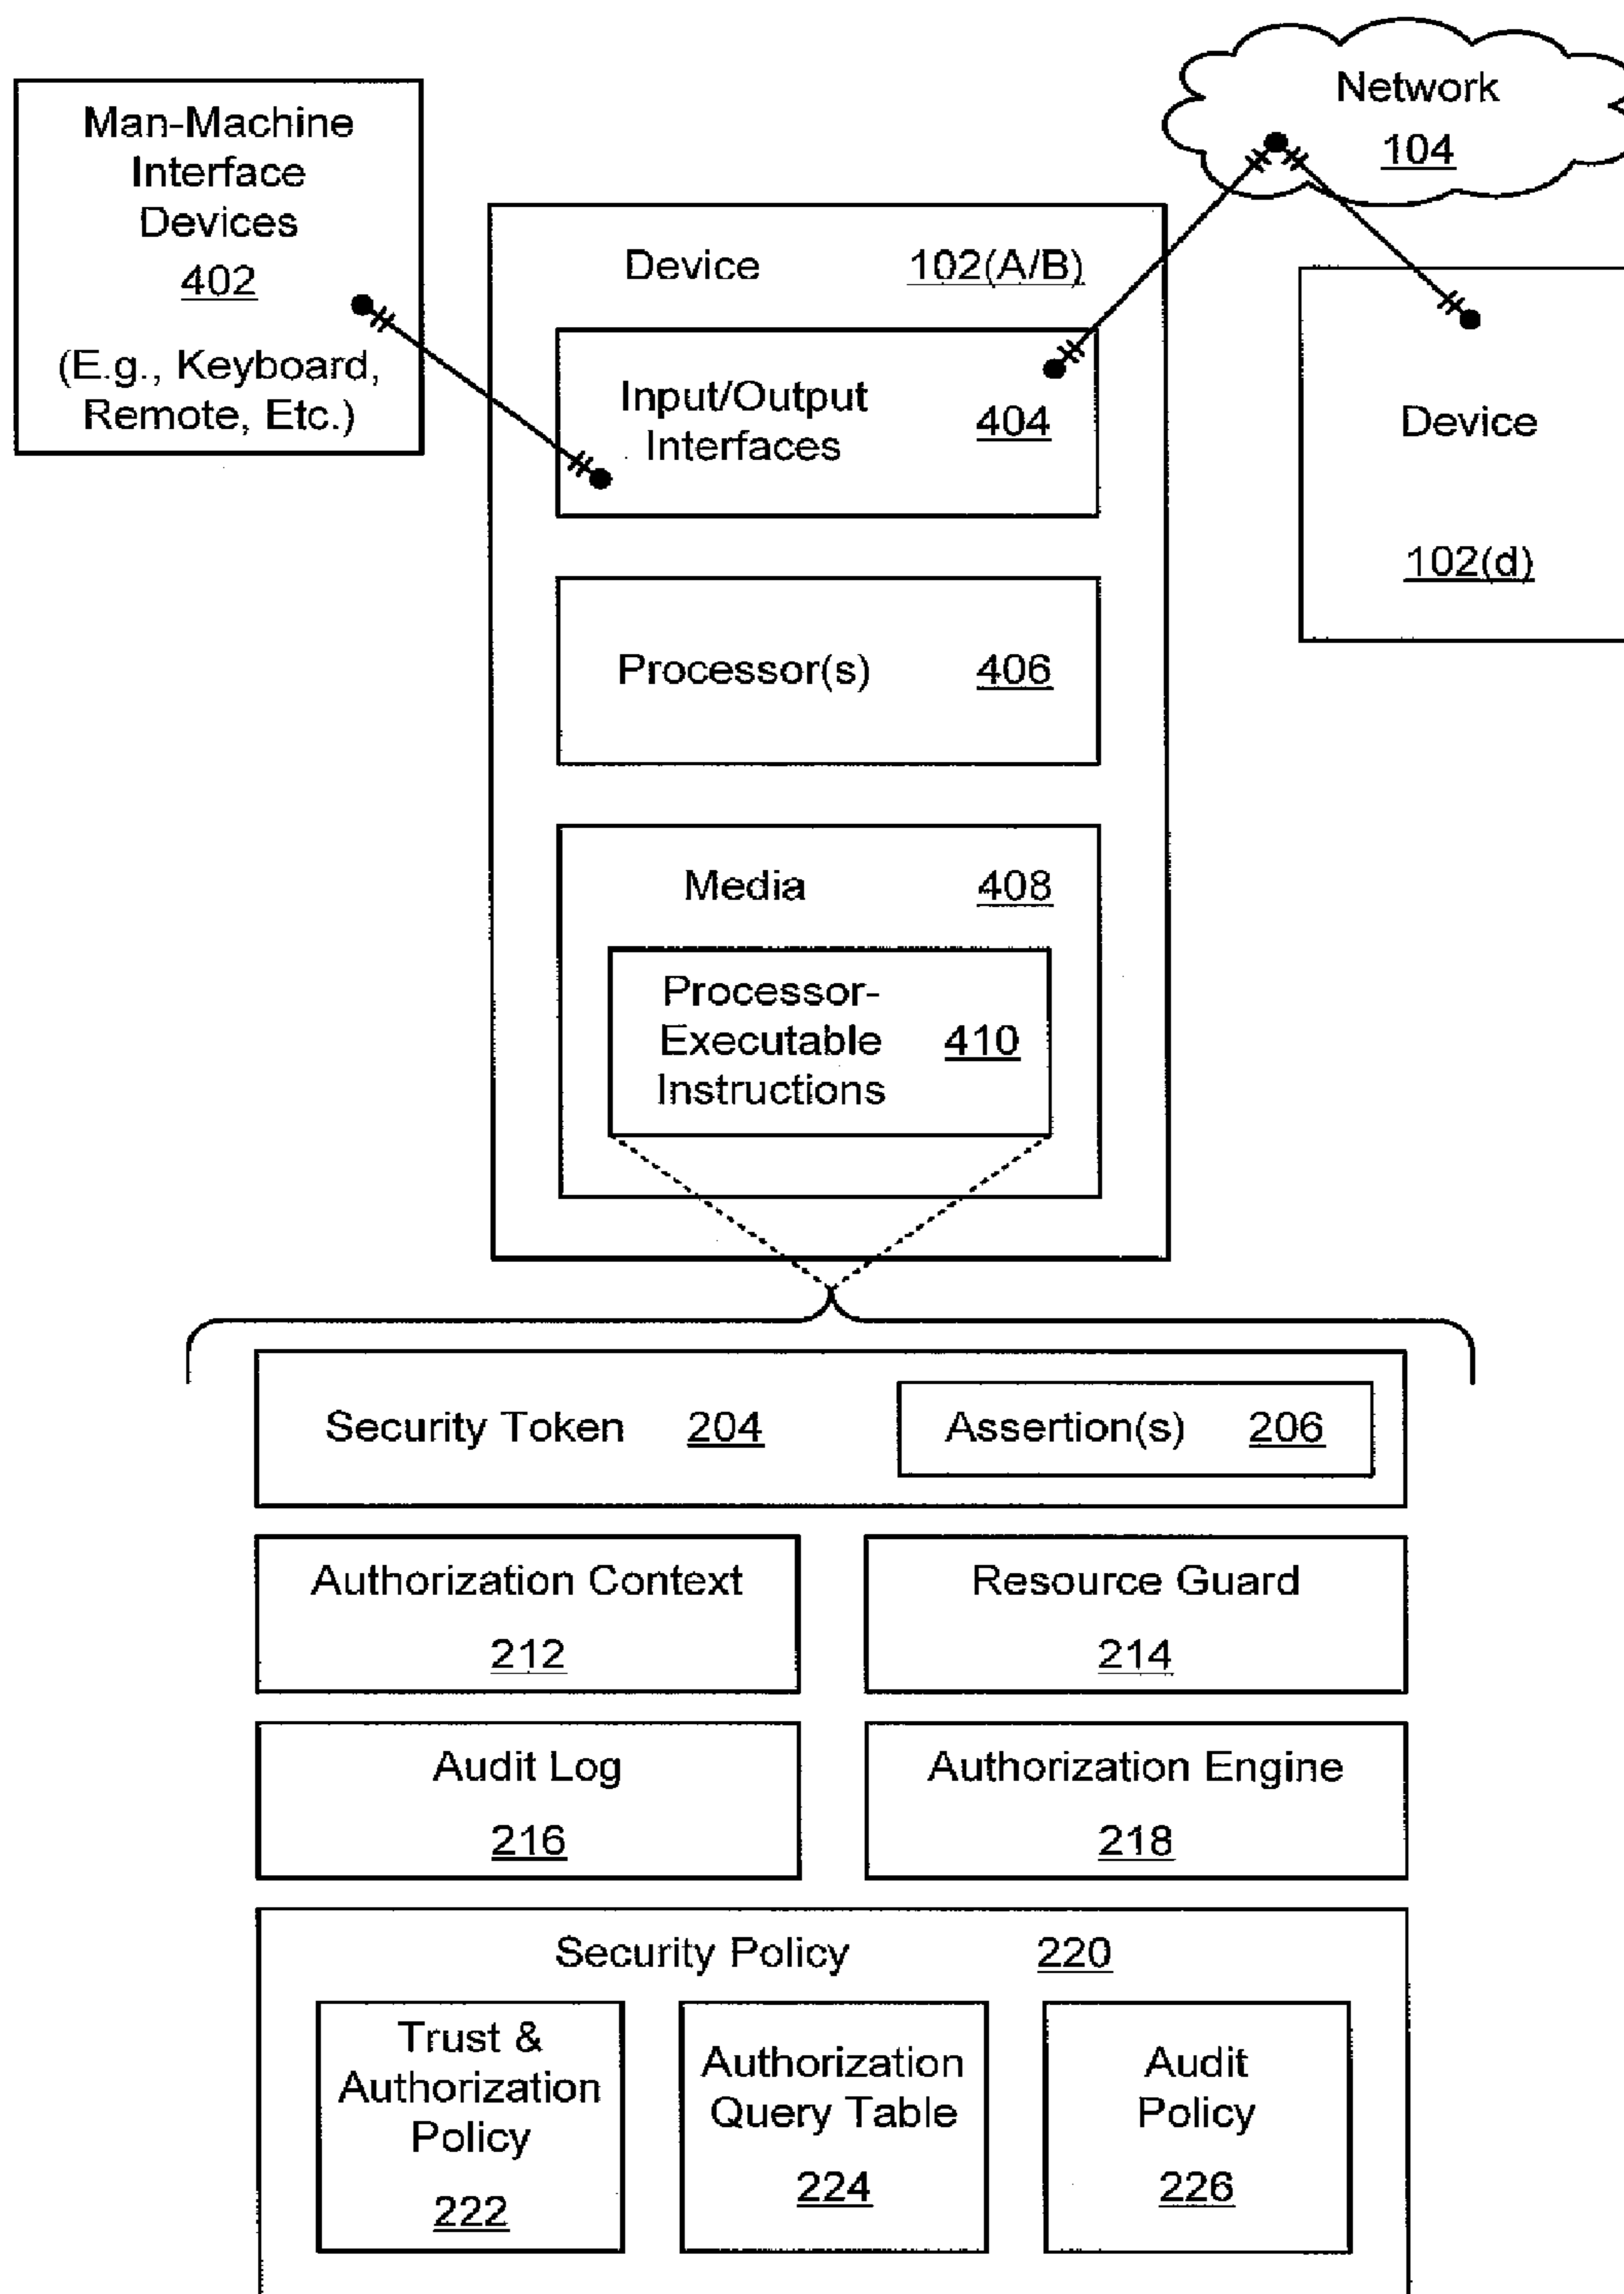 Man-Machine
Interface
Devices
402
(E.g., Keyboard,
Remote, Etc.)
Network
104
Device 102(A/B)
Input/Output
Interfaces
404
Device
102(d)
Processor(s) 406
Media 408
Processor-
Executable
Instructions
410
Security Token 204
Assertion(s) 206
Authorization Context
212
Resource Guard
214
Audit Log
216
Authorization Engine
218
Security Policy 220
Trust &
Authorization
Policy
222
Authorization
Query Table
224
Audit
Policy
226